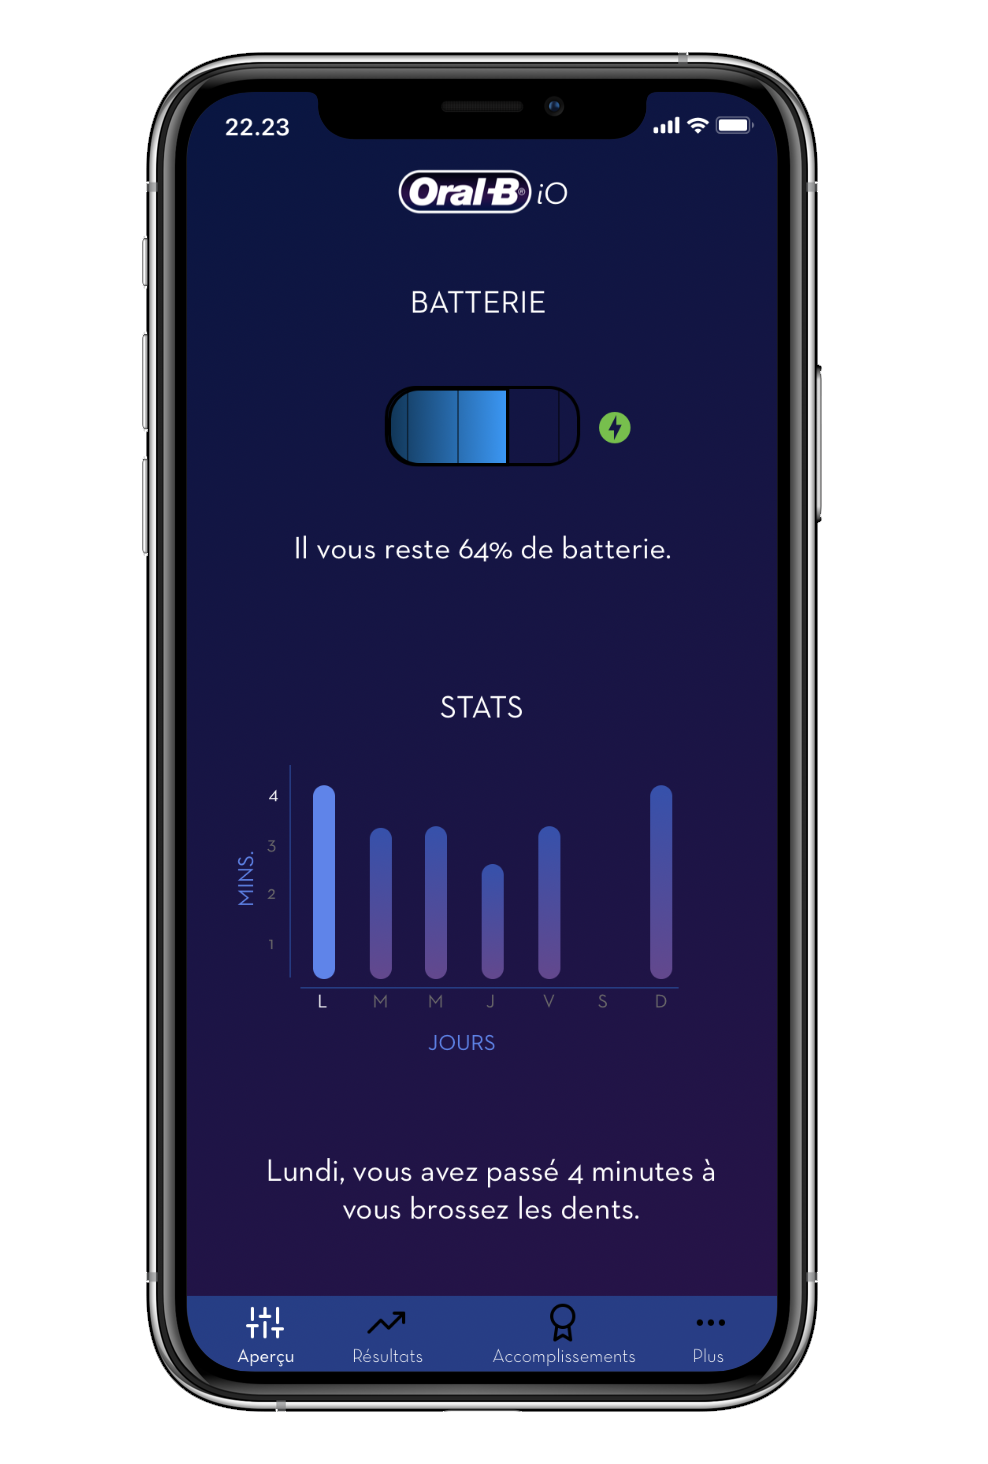 22.23
Oral-B® iO
BATTERIE
Il vous reste 64% de batterie.
STATS
4
3
2
1
MINS.
L M M J V S D
JOURS
Lundi, vous avez passé 4 minutes à
vous brossez les dents.
Aperçu Résultats Accomplissements Plus